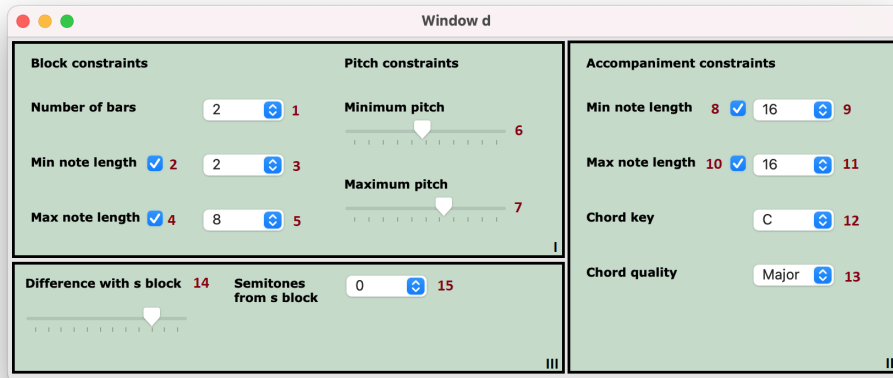 Window d
Block constraints
Number of bars 2 1
Min note length 2 2 3
Max note length 4 8 5
Pitch constraints
Minimum pitch
6
Maximum pitch
7
I
Accompaniment constraints
Min note length 8 16 9
Max note length 10 16 11
Chord key C 12
Chord quality Major 13
II
Difference with s block 14
Semitones
from s block
0 15
III